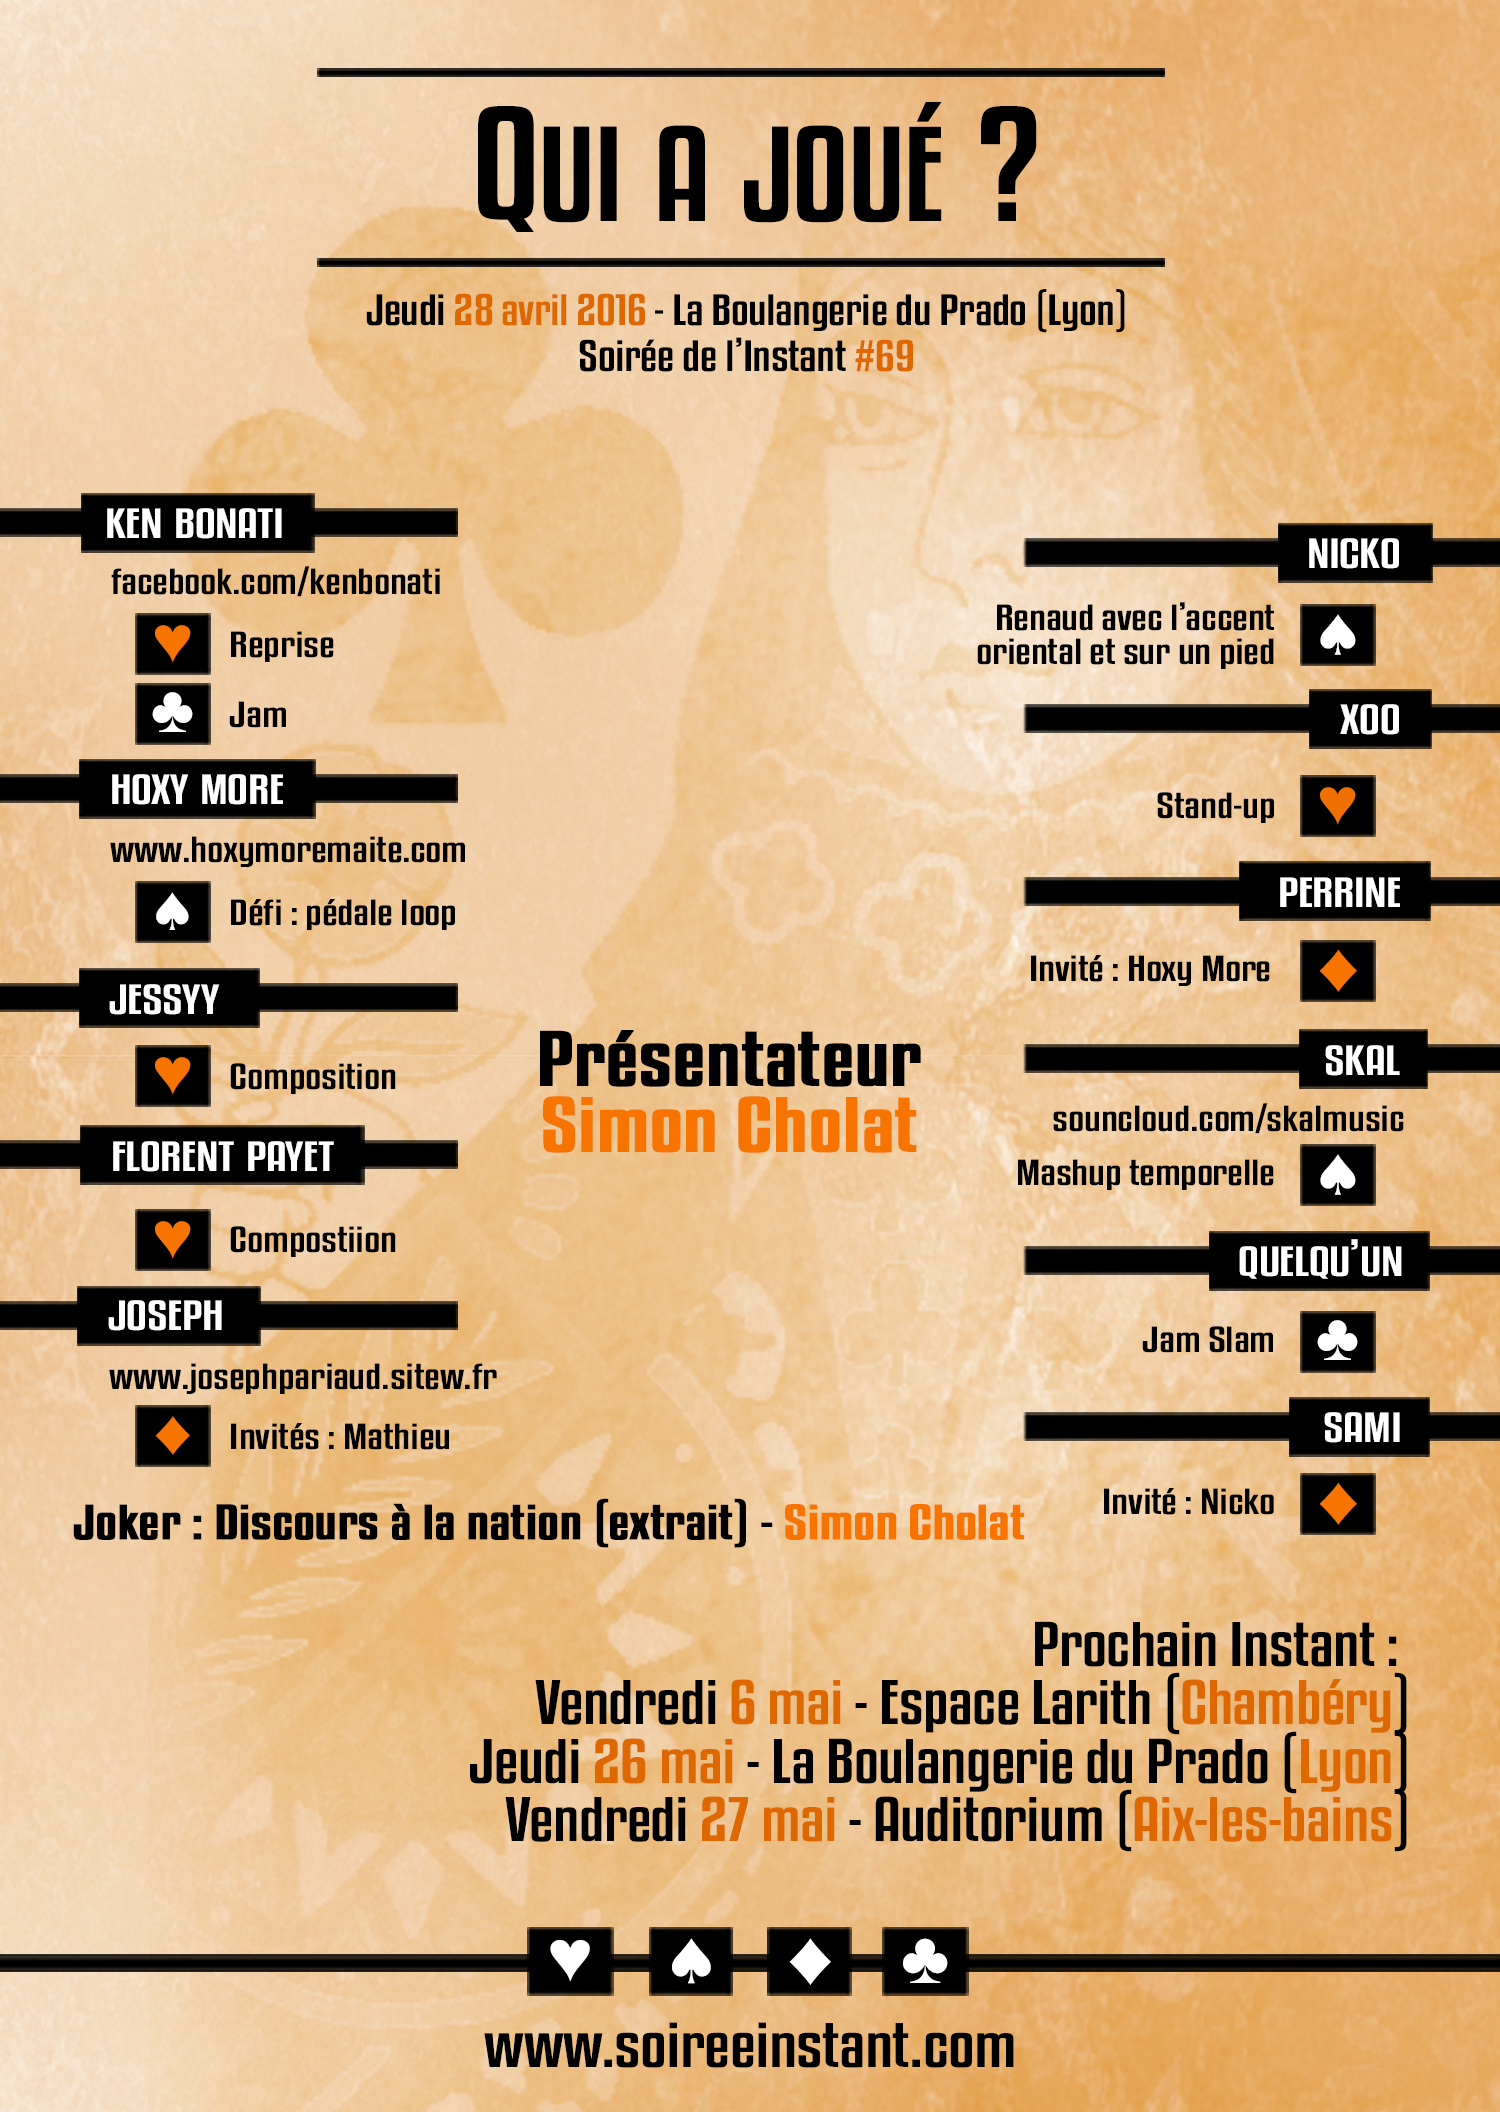 Qui a joué ?
Jeudi 28 avril 2016 - La Boulangerie du Prado (Lyon)
Soirée de l'Instant #69
KEN BONATI
facebook.com/kenbonati
Reprise
Jam
HOXY MORE
www.hoxymoremaite.com
Défi : pédale loop
JESSYY
Composition
FLORENT PAYET
Compostiion
JOSEPH
www.josephpariaud.sitew.fr
Invités : Mathieu
Présentateur
Simon Cholat
NICKO
Renaud avec l'accent
oriental et sur un pied
XOO
Stand-up
PERRINE
Invité : Hoxy More
SKAL
souncloud.com/skalmusic
Mashup temporelle
QUELQU'UN
Jam Slam
SAMI
Invité : Nicko
Joker : Discours à la nation (extrait) - Simon Cholat
Prochain Instant :
Vendredi 6 mai - Espace Larith (Chambéry)
Jeudi 26 mai - La Boulangerie du Prado (Lyon)
Vendredi 27 mai - Auditorium (Aix-les-bains)
www.soireeinstant.com